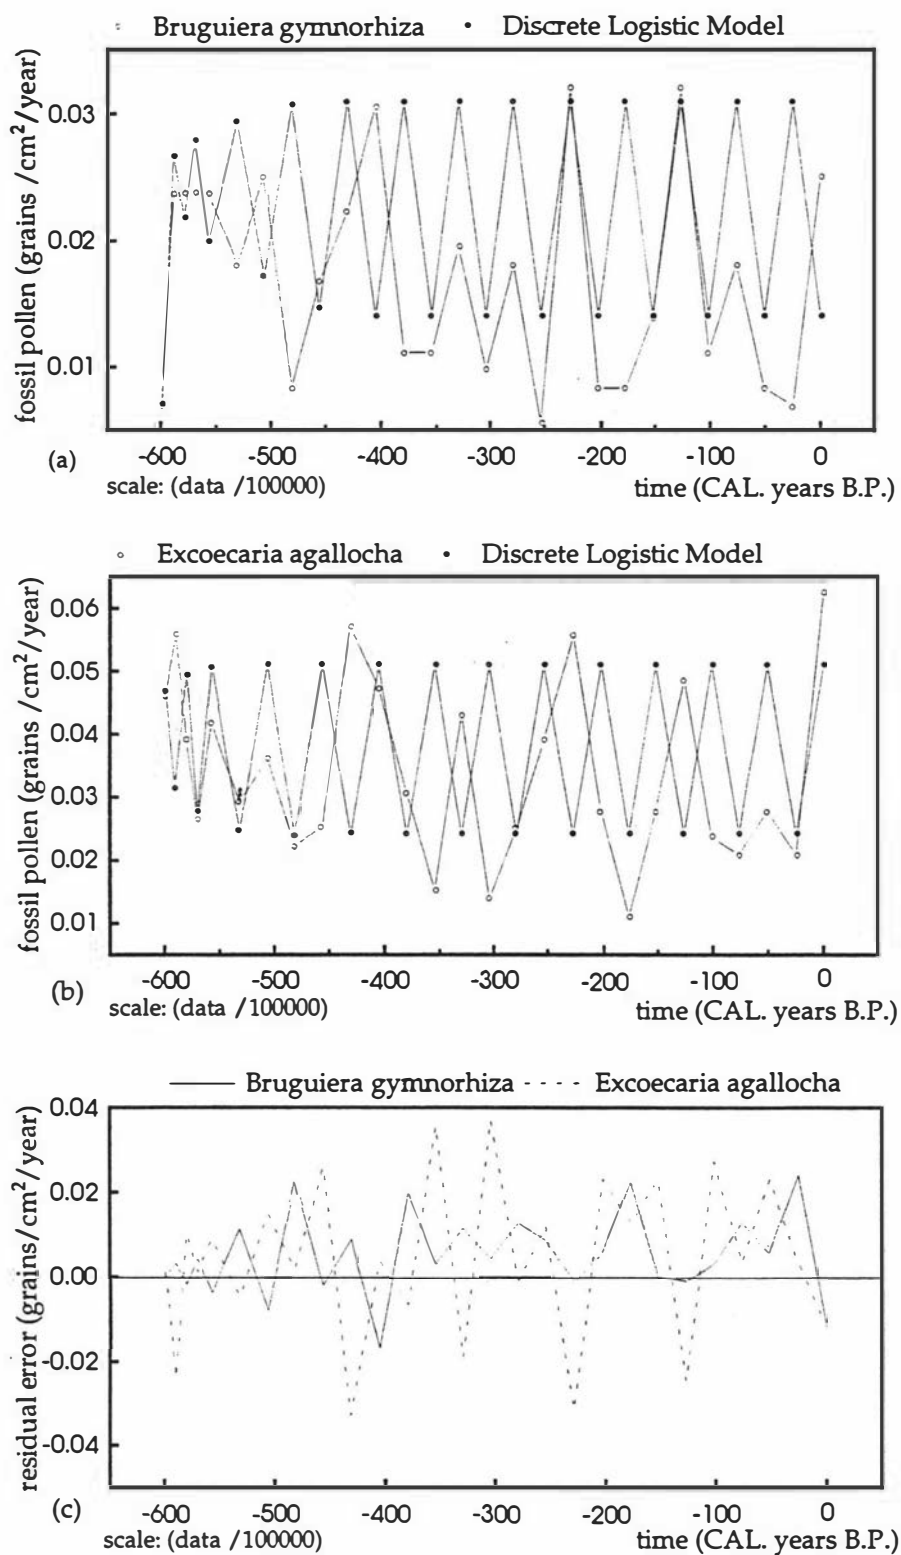 Bruguiera gymnorhiza • Discrete Logistic Model
fossil pollen (grains /cm²/year)
0.03
0.02
0.01
-600 -500 -400 -300 -200 -100 0
(a)
scale: (data /100000)
time (CAL. years B.P.)
Excoecaria agallocha • Discrete Logistic Model
fossil pollen (grains /cm²/year)
0.06
0.05
0.04
0.03
0.02
0.01
-600 -500 -400 -300 -200 -100 0
(b)
scale: (data /100000)
time (CAL. years B.P.)
Bruguiera gymnorhiza - - - - Excoecaria agallocha
residual error (grains/cm²/year)
0.04
0.02
0.00
-0.02
-0.04
-600 -500 -400 -300 -200 -100 0
(c)
scale: (data /100000)
time (CAL. years B.P.)